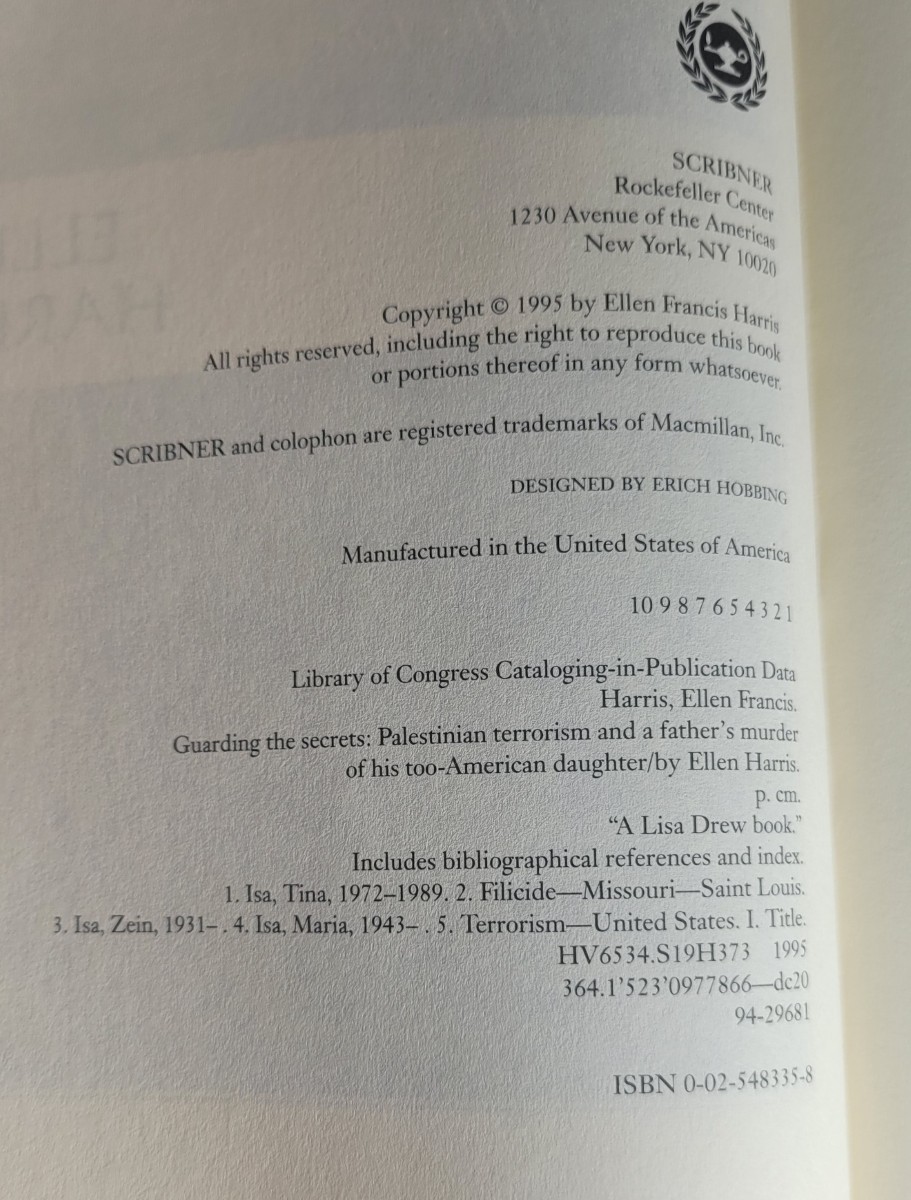 SCRIBNER
Rockefeller Center
1230 Avenue of the Americas
New York, NY 10020
Copyright © 1995 by Ellen Francis Harris
All rights reserved, including the right to reproduce this book
or portions thereof in any form whatsoever.
SCRIBNER and colophon are registered trademarks of Macmillan, Inc.
DESIGNED BY ERICH HOBBING
Manufactured in the United States of America
10 9 8 7 6 5 4 3 2 1
Library of Congress Cataloging-in-Publication Data
Harris, Ellen Francis.
Guarding the secrets: Palestinian terrorism and a father's murder
of his too-American daughter/by Ellen Harris.
p. cm.
“A Lisa Drew book.”
Includes bibliographical references and index.
1. Isa, Tina, 1972–1989. 2. Filicide—Missouri—Saint Louis.
3. Isa, Zein, 1931– . 4. Isa, Maria, 1943– . 5. Terrorism—United States. I. Title.
HV6534.S19H373 1995
364.1'523'0977866—dc20
94-29681
ISBN 0-02-548335-8